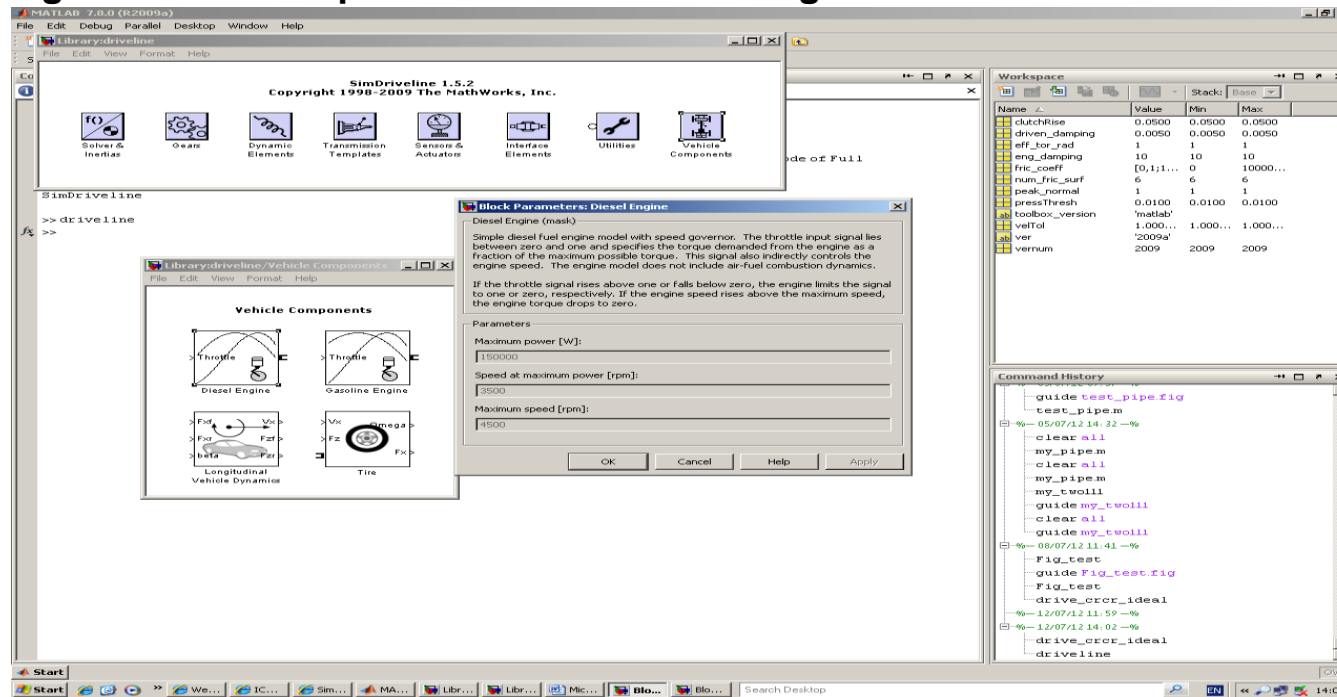 MATLAB 7.8.0 (R2009a)
File Edit Debug Parallel Desktop Window Help
Library:driveline
File Edit View Format Help
SimDriveline 1.5.2
Copyright 1998-2009 The MathWorks, Inc.
Solver & Inertias
Gears
Dynamic Elements
Transmission Templates
Sensors & Actuators
Interface Elements
Utilities
Vehicle Components
ode of Full
SimDriveline
>> driveline
>>
Library:driveline/Vehicle Components
File Edit View Format Help
Vehicle Components
Throttle
Diesel Engine
Throttle
Gasoline Engine
Fxf Vx
Fxr Fzf
beta Fzr
Longitudinal
Vehicle Dynamics
Vx Omega
Fz
Fx
Tire
Block Parameters: Diesel Engine
Diesel Engine (mask)
Simple diesel fuel engine model with speed governor. The throttle input signal lies
between zero and one and specifies the torque demanded from the engine as a
fraction of the maximum possible torque. This signal also indirectly controls the
engine speed. The engine model does not include air-fuel combustion dynamics.
If the throttle signal rises above one or falls below zero, the engine limits the signal
to one or zero, respectively. If the engine speed rises above the maximum speed,
the engine torque drops to zero.
Parameters
Maximum power [W]:
150000
Speed at maximum power [rpm]:
3500
Maximum speed [rpm]:
4500
OK Cancel Help Apply
Workspace
Stack: Base
Name Value Min Max
clutchRise 0.0500 0.0500 0.0500
driven_damping 0.0050 0.0050 0.0050
eff_tor_rad 1 1 1
eng_damping 10 10 10
fric_coeff [0,1;1... 0 10000...
num_fric_surf 6 6 6
peak_normal 1 1 1
pressThresh 0.0100 0.0100 0.0100
toolbox_version 'matlab'
velTol 1.000... 1.000... 1.000...
ver '2009a'
vernum 2009 2009 2009
Command History
guide test_pipe.fig
test_pipe.m
%-- 05/07/12 14:32 --%
clear all
my_pipe.m
clear all
my_pipe.m
my_twolll
guide my_twolll
clear all
guide my_twolll
%-- 08/07/12 11:41 --%
Fig_test
guide Fig_test.fig
Fig_test
drive_crcr_ideal
%-- 12/07/12 11:59 --%
%-- 12/07/12 14:02 --%
drive_crcr_ideal
driveline
Start
Start We... IC... Sim... MA... Libr... Libr... Mic... Blo... Blo... Search Desktop EN